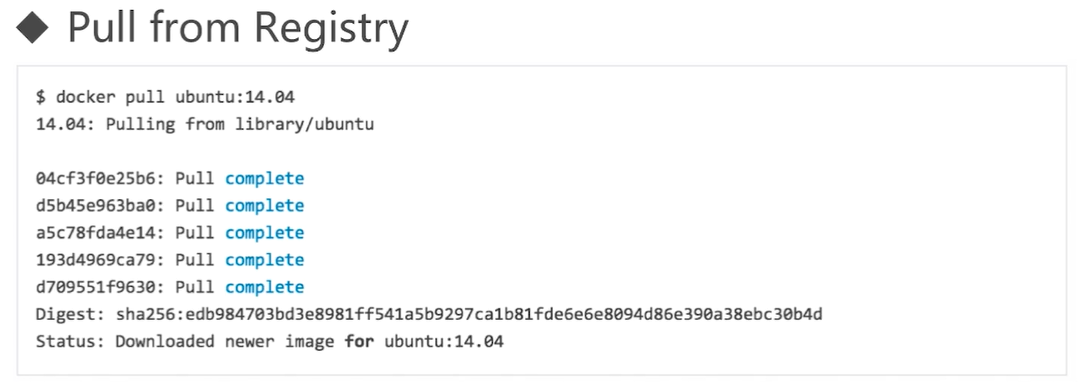 ◆ Pull from Registry
$ docker pull ubuntu:14.04
14.04: Pulling from library/ubuntu
04cf3f0e25b6: Pull complete
d5b45e963ba0: Pull complete
a5c78fda4e14: Pull complete
193d4969ca79: Pull complete
d709551f9630: Pull complete
Digest: sha256:edb984703bd3e8981ff541a5b9297ca1b81fde6e6e8094d86e390a38ebc30b4d
Status: Downloaded newer image for ubuntu:14.04